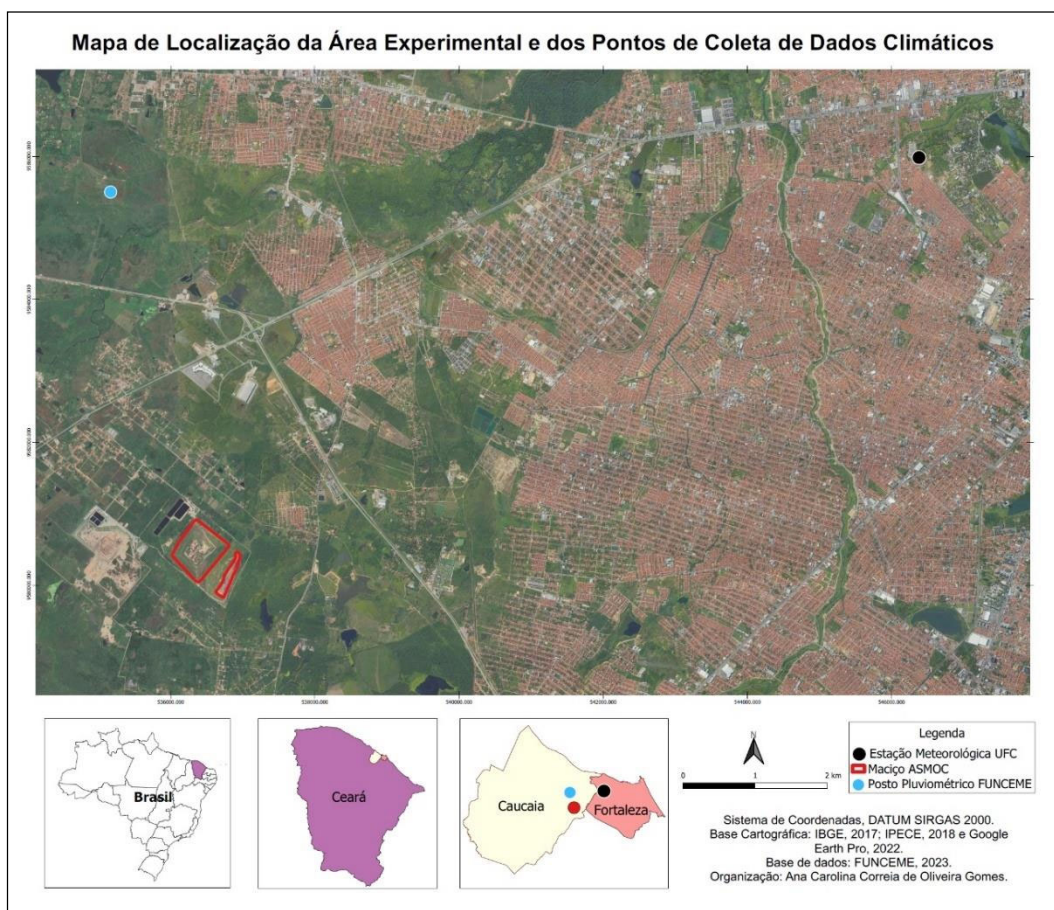 Mapa de Localização da Área Experimental e dos Pontos de Coleta de Dados Climáticos
536000.000
538000.000
540000.000
542000.000
544000.000
546000.000
Brasil
Ceará
Caucaia
Fortaleza
N
0 1 2 km
Legenda
Estação Meteorológica UFC
Maciço ASMOC
Posto Pluviométrico FUNCEME
Sistema de Coordenadas, DATUM SIRGAS 2000.
Base Cartográfica: IBGE, 2017; IPECE, 2018 e Google
Earth Pro, 2022.
Base de dados: FUNCEME, 2023.
Organização: Ana Carolina Correia de Oliveira Gomes.